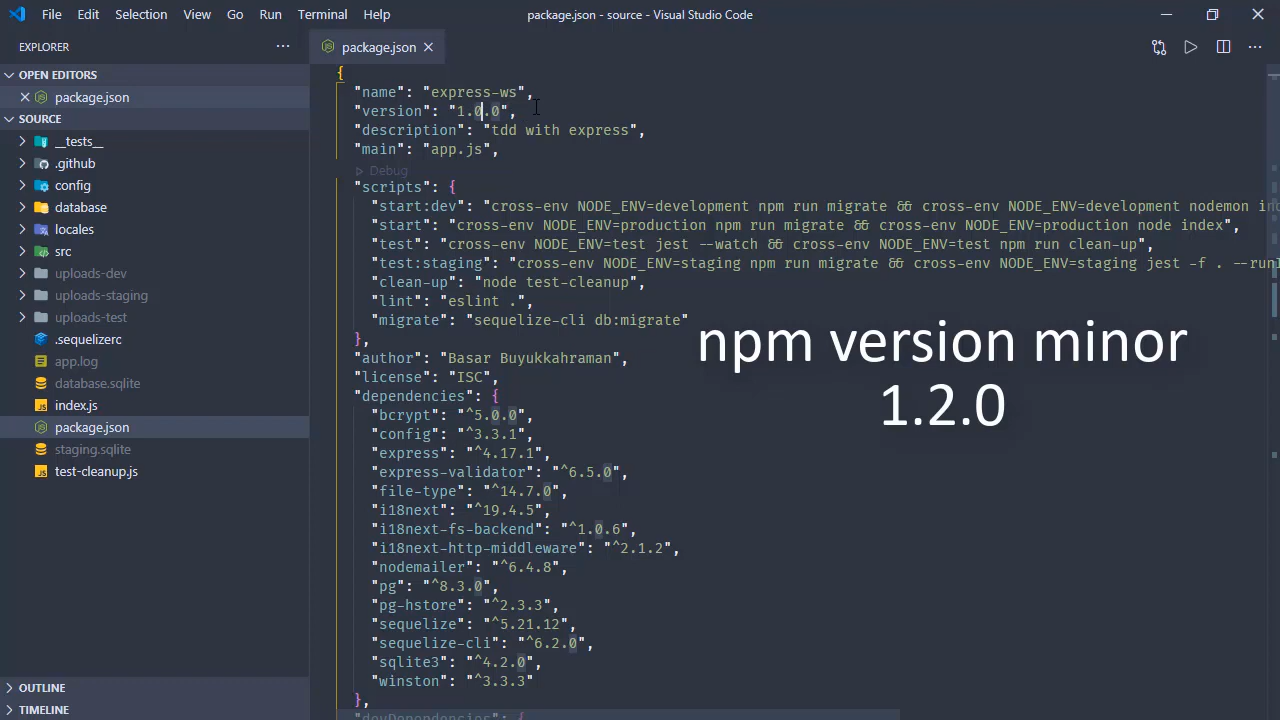 File Edit Selection View Go Run Terminal Help package.json - source - Visual Studio Code
EXPLORER
package.json
OPEN EDITORS
package.json
SOURCE
__tests__
.github
config
database
locales
src
uploads-dev
uploads-staging
uploads-test
.sequelizerc
app.log
database.sqlite
index.js
package.json
staging.sqlite
test-cleanup.js
OUTLINE
TIMELINE
{
"name": "express-ws",
"version": "1.0.0",
"description": "tdd with express",
"main": "app.js",
Debug
"scripts": {
"start:dev": "cross-env NODE_ENV=development npm run migrate && cross-env NODE_ENV=development nodemon
"start": "cross-env NODE_ENV=production npm run migrate && cross-env NODE_ENV=production node index",
"test": "cross-env NODE_ENV=test jest --watch && cross-env NODE_ENV=test npm run clean-up",
"test:staging": "cross-env NODE_ENV=staging npm run migrate && cross-env NODE_ENV=staging jest -f . --runI
"clean-up": "node test-cleanup",
"lint": "eslint .",
"migrate": "sequelize-cli db:migrate"
},
"author": "Basar Buyukkahraman",
"license": "ISC",
"dependencies": {
"bcrypt": "^5.0.0",
"config": "^3.3.1",
"express": "^4.17.1",
"express-validator": "^6.5.0",
"file-type": "^14.7.0",
"i18next": "^19.4.5",
"i18next-fs-backend": "^1.0.6",
"i18next-http-middleware": "^2.1.2",
"nodemailer": "^6.4.8",
"pg": "^8.3.0",
"pg-hstore": "^2.3.3",
"sequelize": "^5.21.12",
"sequelize-cli": "^6.2.0",
"sqlite3": "^4.2.0",
"winston": "^3.3.3"
},
"devDependencies": {
npm version minor
1.2.0